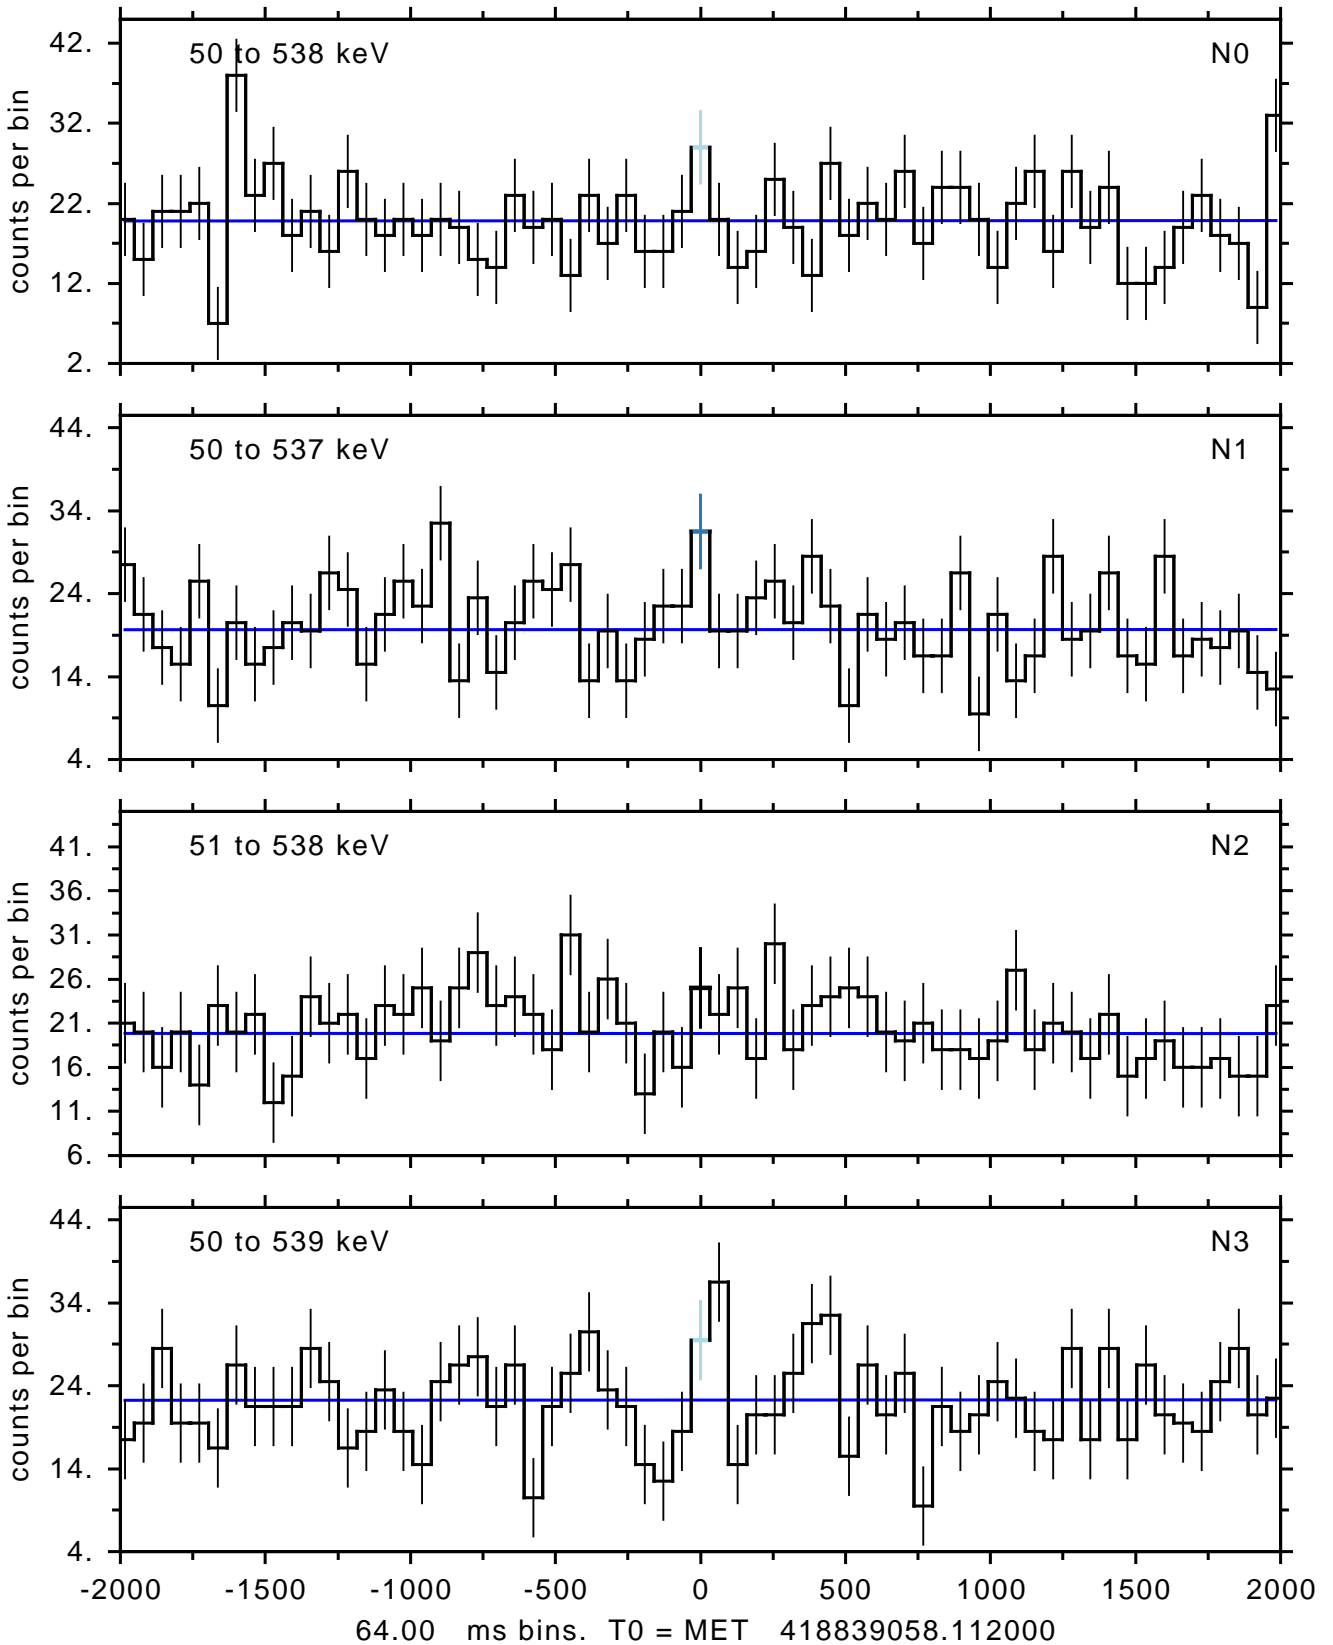 50 to 538 keV N0
counts per bin
42.
32.
22.
12.
2.
50 to 537 keV N1
counts per bin
44.
34.
24.
14.
4.
51 to 538 keV N2
counts per bin
41.
36.
31.
26.
21.
16.
11.
6.
50 to 539 keV N3
counts per bin
44.
34.
24.
14.
4.
-2000 -1500 -1000 -500 0 500 1000 1500 2000
64.00 ms bins. T0 = MET 418839058.112000